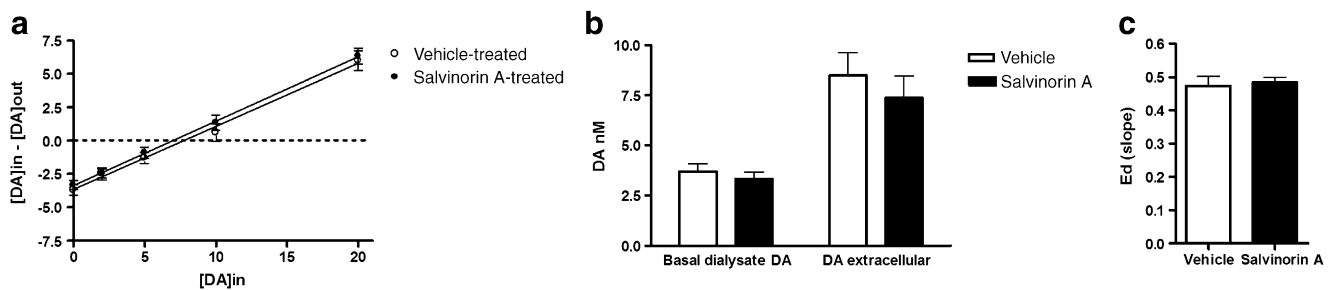 a
7.5
5.0
2.5
0.0
-2.5
-5.0
-7.5
[DA]in - [DA]out
0 5 10 15 20
[DA]in
Vehicle-treated
Salvinorin A-treated
b
10.0
7.5
5.0
2.5
0.0
DA nM
Basal dialysate DA DA extracellular
Vehicle
Salvinorin A
c
0.6
0.5
0.4
0.3
0.2
0.1
0.0
Ed (slope)
Vehicle Salvinorin A